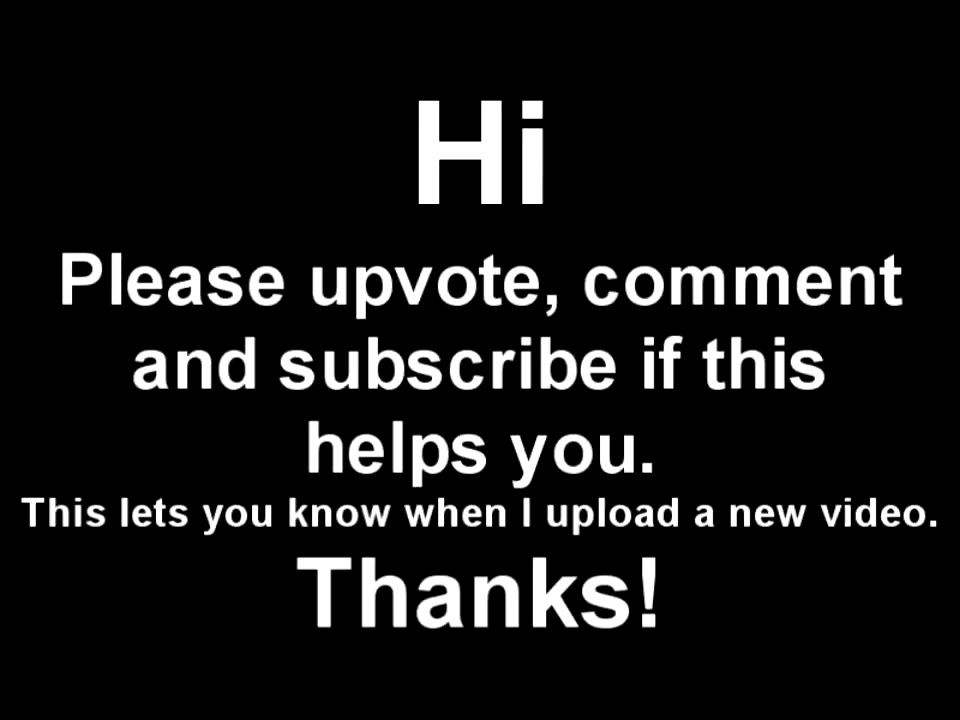 Hi
Please upvote, comment
and subscribe if this
helps you.
This lets you know when I upload a new video.
Thanks!